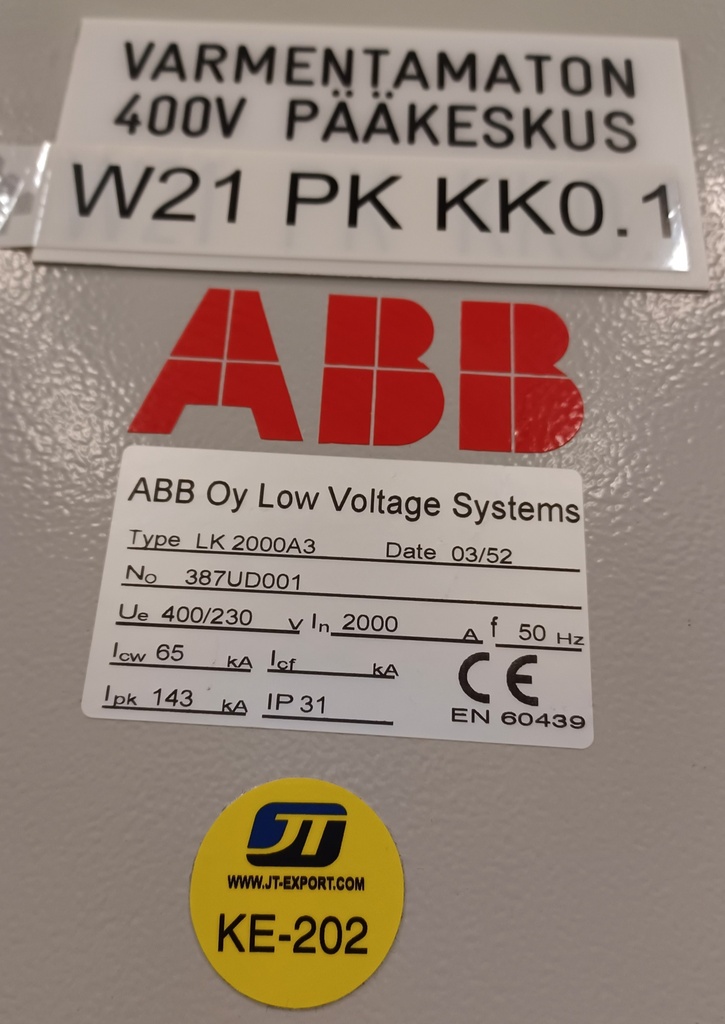 VARMENTAMATON
400V PÄÄKESKUS
W21 PK KK0.1
ABB
ABB Oy Low Voltage Systems
Type LK 2000A3 Date 03/52
No 387UD001
Ue 400/230 V In 2000 A f 50 Hz
Icw 65 kA Icf kA
Ipk 143 kA IP 31
CE
EN 60439
JT
WWW.JT-EXPORT.COM
KE-202